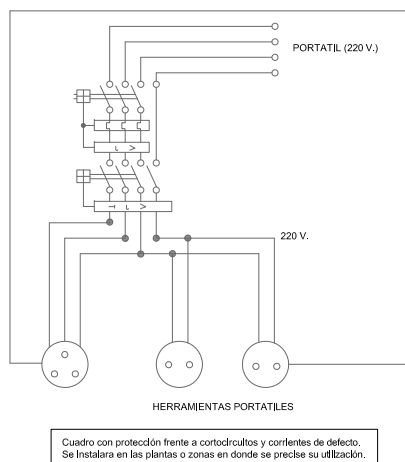 PORTATIL (220 V.)
220 V.
HERRAMIENTAS PORTATILES
Cuadro con protección frente a cortocircuitos y corrientes de defecto.
Se instalara en las plantas o zonas en donde se precise su utilización.